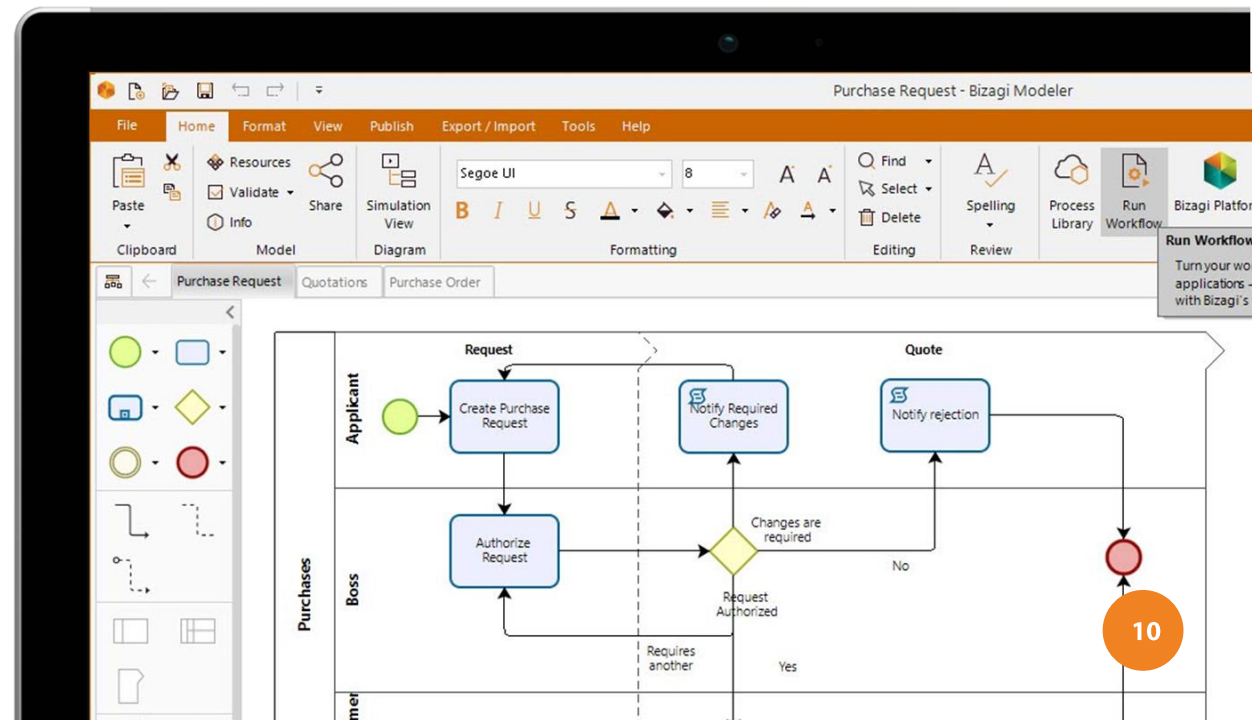 Purchase Request - Bizagi Modeler
File Home Format View Publish Export / Import Tools Help
Paste
Clipboard
Resources
Validate
Info
Share
Model
Simulation
View
Diagram
Segoe UI 8 A A
B I U S A A
Formatting
Find
Select
Delete
Editing
Spelling
Review
Process
Library
Run
Workflow
Bizagi Platfor
Run Workflow
Turn your wo
applications -
with Bizagi's
Purchase Request Quotations Purchase Order
Request Quote
Purchases
Applicant
Create Purchase
Request
Notify Required
Changes
Notify rejection
Boss
Authorize
Request
Changes are
required
No
Request
Authorized
Requires
another
Yes
10
mer